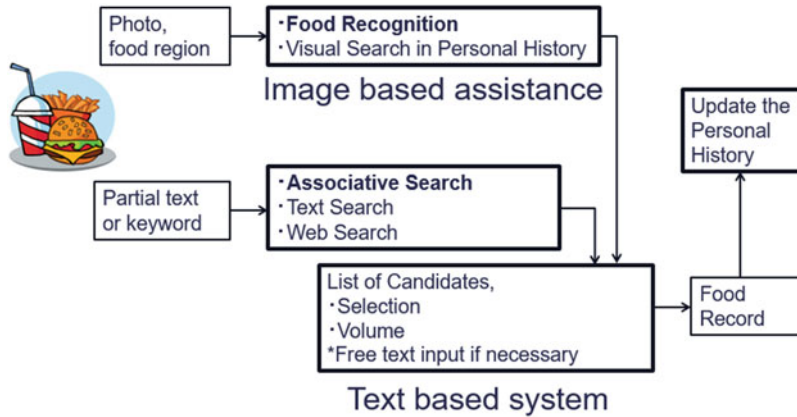 Photo,
food region
・Food Recognition
・Visual Search in Personal History
Image based assistance
Update the
Personal
History
Partial text
or keyword
・Associative Search
・Text Search
・Web Search
List of Candidates,
・Selection
・Volume
*Free text input if necessary
Food
Record
Text based system